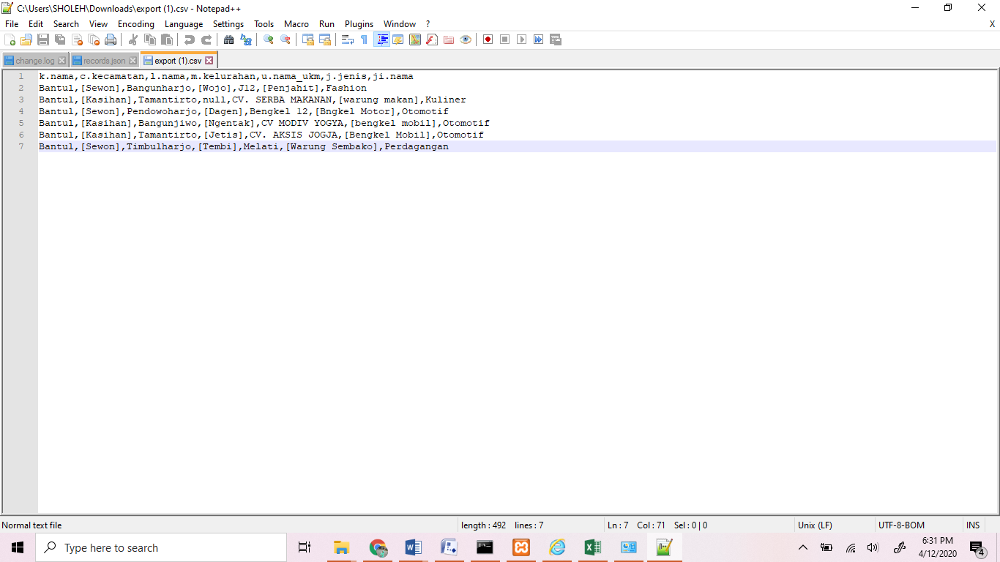 C:\Users\SHOLEH\Downloads\export (1).csv - Notepad++
File Edit Search View Encoding Language Settings Tools Macro Run Plugins Window ? X
change.log records.json export (1).csv
1 k.nama,c.kecamatan,l.nama,m.kelurahan,u.nama_ukm,j.jenis,ji.nama
2 Bantul,[Sewon],Bangunharjo,[Wojo],J12,[Penjahit],Fashion
3 Bantul,[Kasihan],Tamantirto,null,CV. SERBA MAKANAN,[warung makan],Kuliner
4 Bantul,[Sewon],Pendowoharjo,[Dagen],Bengkel 12,[Bngkel Motor],Otomotif
5 Bantul,[Kasihan],Bangunjiwo,[Ngentak],CV MODIV YOGYA,[bengkel mobil],Otomotif
6 Bantul,[Kasihan],Tamantirto,[Jetis],CV. AKSIS JOGJA,[Bengkel Mobil],Otomotif
7 Bantul,[Sewon],Timbulharjo,[Tembi],Melati,[Warung Sembako],Perdagangan
Normal text file length : 492 lines : 7 Ln : 7 Col : 71 Sel : 0 | 0 Unix (LF) UTF-8-BOM INS
Type here to search
6:31 PM
4/12/2020
4